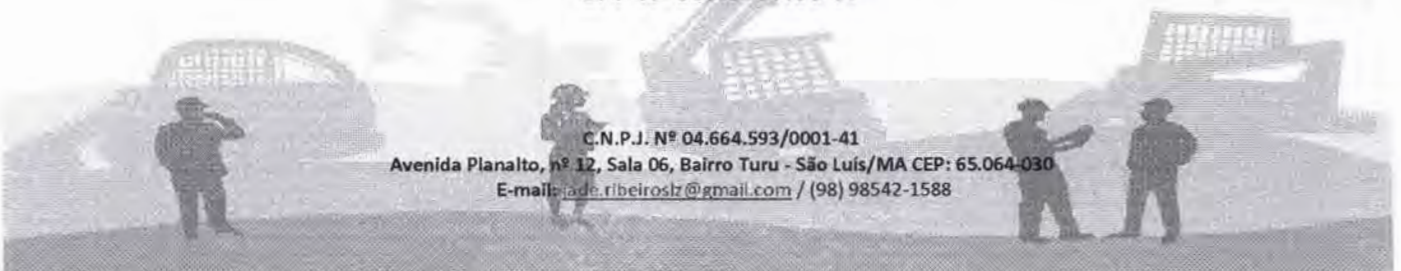 C.N.P.J. Nº 04.664.593/0001-41
Avenida Planalto, nº 12, Sala 06, Bairro Turu - São Luís/MA CEP: 65.064-030
E-mail: jade.ribeiroslz@gmail.com / (98) 98542-1588